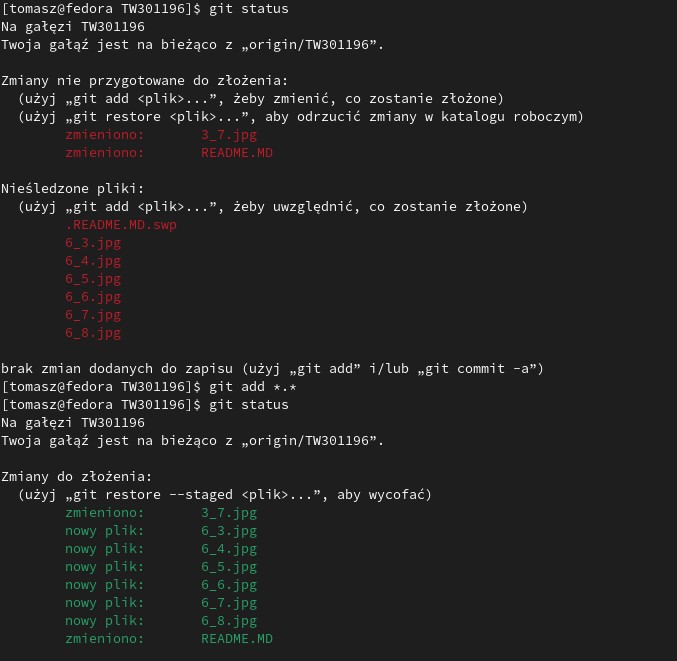 [tomasz@fedora TW301196]$ git status
Na gałęzi TW301196
Twoja gałąź jest na bieżąco z „origin/TW301196”.
Zmiany nie przygotowane do złożenia:
(użyj „git add <plik>...”, żeby zmienić, co zostanie złożone)
(użyj „git restore <plik>...”, aby odrzucić zmiany w katalogu roboczym)
zmieniono: 3_7.jpg
zmieniono: README.MD
Nieśledzone pliki:
(użyj „git add <plik>...”, żeby uwzględnić, co zostanie złożone)
.README.MD.swp
6_3.jpg
6_4.jpg
6_5.jpg
6_6.jpg
6_7.jpg
6_8.jpg
brak zmian dodanych do zapisu (użyj „git add” i/lub „git commit -a”)
[tomasz@fedora TW301196]$ git add *.*
[tomasz@fedora TW301196]$ git status
Na gałęzi TW301196
Twoja gałąź jest na bieżąco z „origin/TW301196”.
Zmiany do złożenia:
(użyj „git restore --staged <plik>...”, aby wycofać)
zmieniono: 3_7.jpg
nowy plik: 6_3.jpg
nowy plik: 6_4.jpg
nowy plik: 6_5.jpg
nowy plik: 6_6.jpg
nowy plik: 6_7.jpg
nowy plik: 6_8.jpg
zmieniono: README.MD